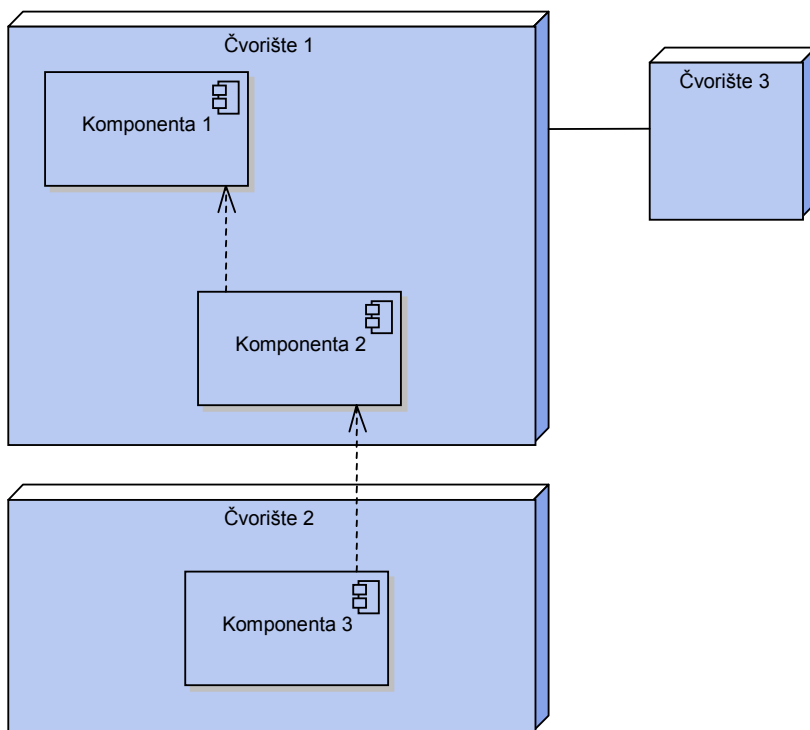 Čvorište 1
Čvorište 3
Komponenta 1
Komponenta 2
Čvorište 2
Komponenta 3